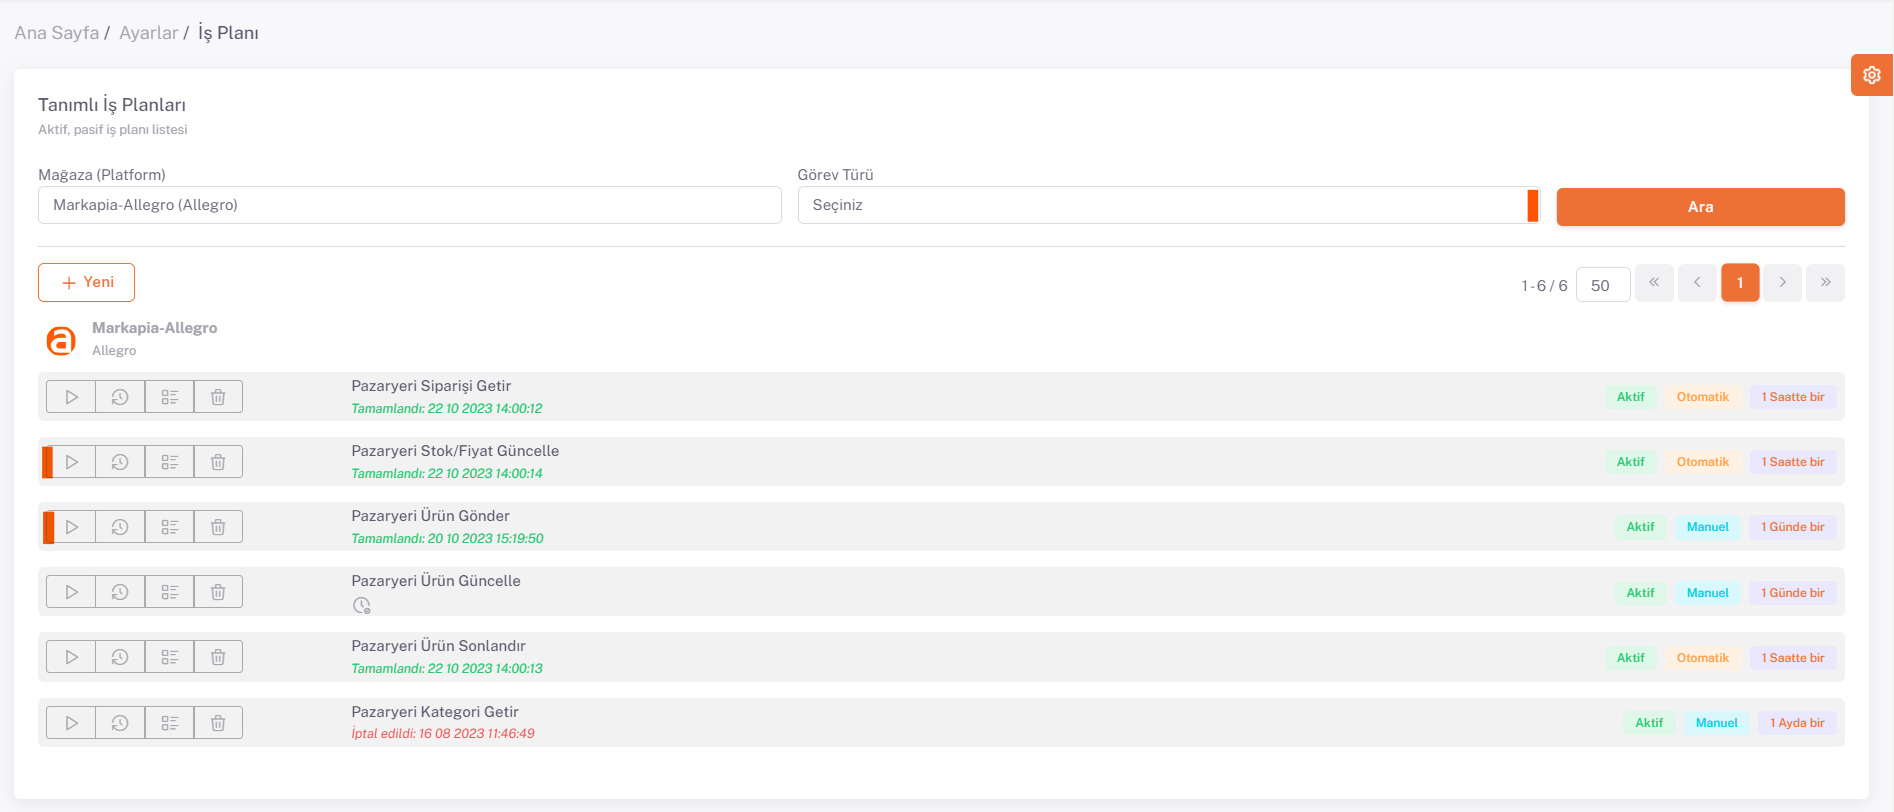 Ana Sayfa / Ayarlar / İş Planı
Tanımlı İş Planları
Aktif, pasif iş planı listesi
Mağaza (Platform)
Görev Türü
Markapia-Allegro (Allegro)
Seçiniz
Ara
+ Yeni
1 - 6 / 6 50 « ‹ 1 › »
a
Markapia-Allegro
Allegro
Pazaryeri Siparişi Getir
Tamamlandı: 22 10 2023 14:00:12
Aktif Otomatik 1 Saatte bir
Pazaryeri Stok/Fiyat Güncelle
Tamamlandı: 22 10 2023 14:00:14
Aktif Otomatik 1 Saatte bir
Pazaryeri Ürün Gönder
Tamamlandı: 20 10 2023 15:19:50
Aktif Manuel 1 Günde bir
Pazaryeri Ürün Güncelle
Aktif Manuel 1 Günde bir
Pazaryeri Ürün Sonlandır
Tamamlandı: 22 10 2023 14:00:13
Aktif Otomatik 1 Saatte bir
Pazaryeri Kategori Getir
İptal edildi: 16 08 2023 11:46:49
Aktif Manuel 1 Ayda bir